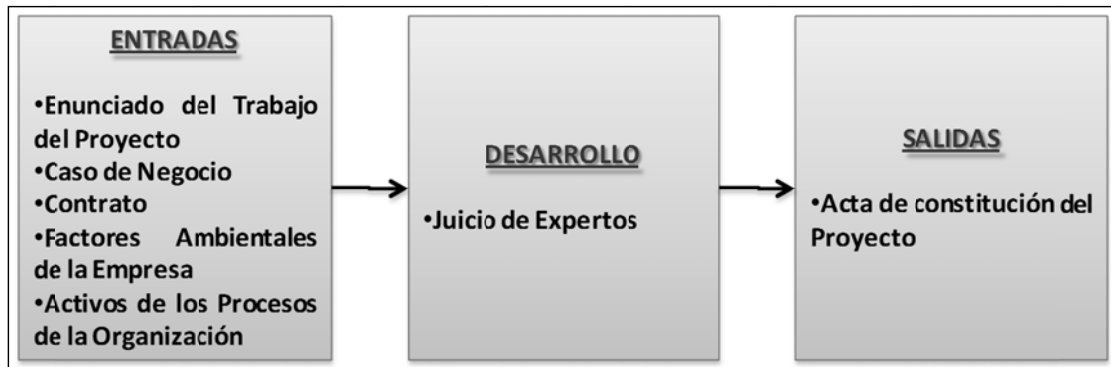 ENTRADAS
•Enunciado del Trabajo
del Proyecto
•Caso de Negocio
•Contrato
•Factores Ambientales
de la Empresa
•Activos de los Procesos
de la Organización
DESARROLLO
•Juicio de Expertos
SALIDAS
•Acta de constitución del
Proyecto